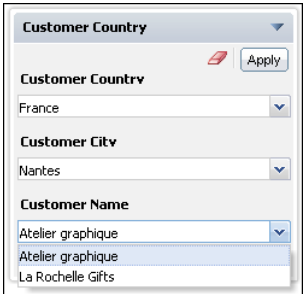 Customer Country
Apply
Customer Country
France
Customer City
Nantes
Customer Name
Atelier graphique
Atelier graphique
La Rochelle Gifts